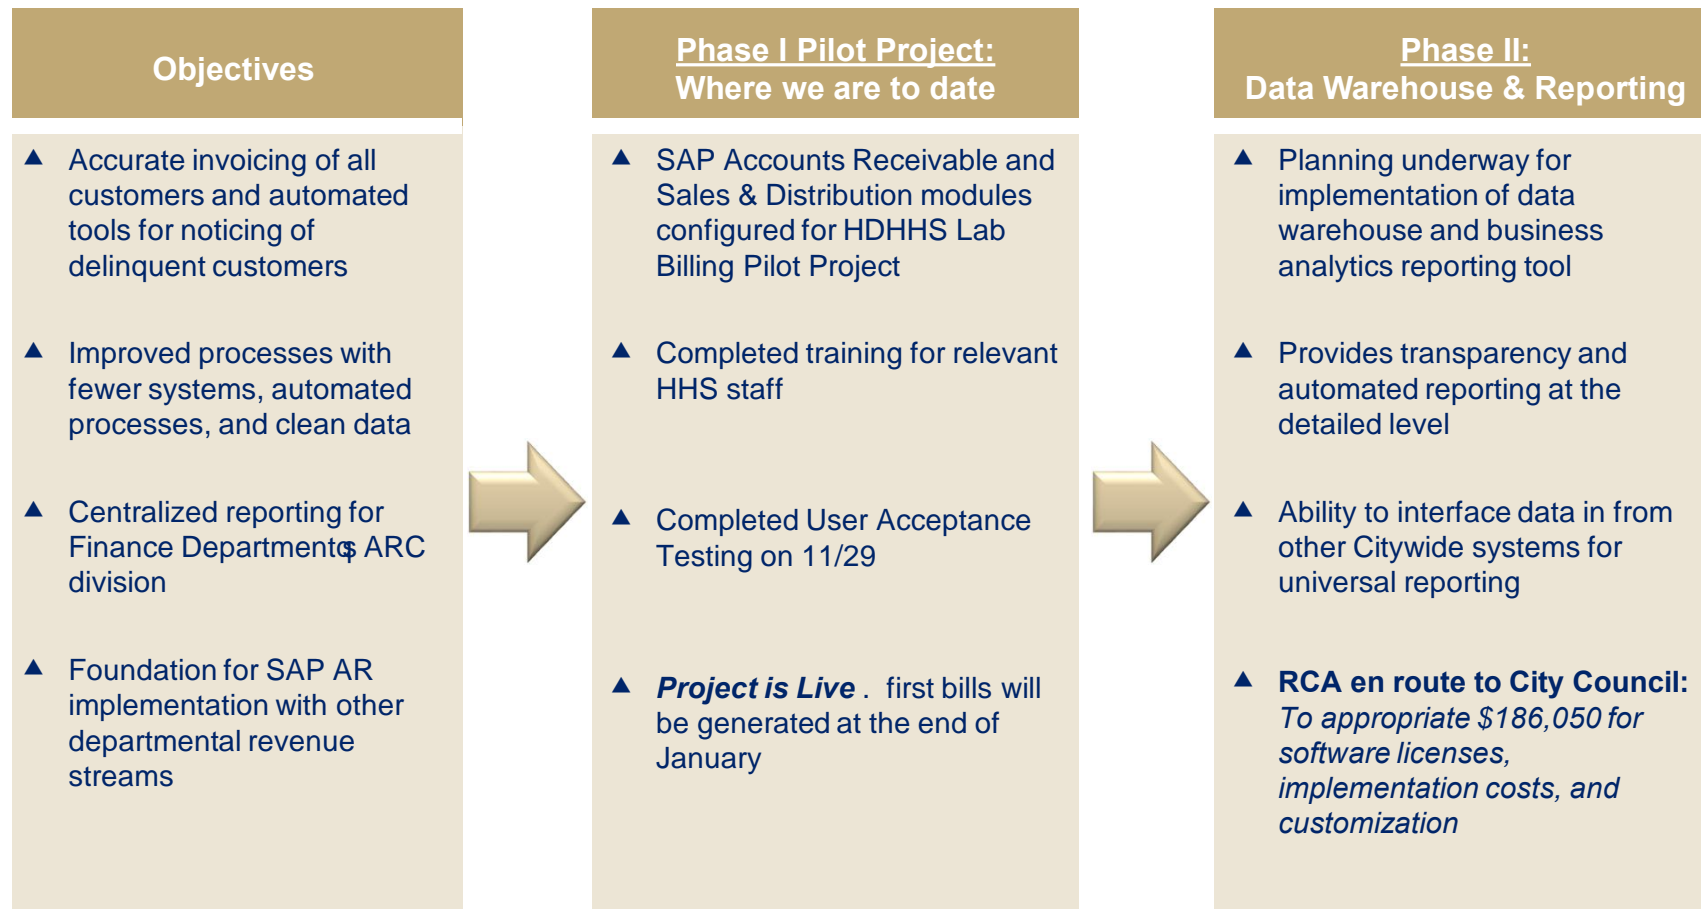 Objectives
Accurate invoicing of all
customers and automated
tools for noticing of
delinquent customers
Improved processes with
fewer systems, automated
processes, and clean data
Centralized reporting for
Finance Department$ ARC
division
Foundation for SAP AR
implementation with other
departmental revenue
streams
Phase I Pilot Project:
Where we are to date
SAP Accounts Receivable and
Sales & Distribution modules
configured for HDHHS Lab
Billing Pilot Project
Completed training for relevant
HHS staff
Completed User Acceptance
Testing on 11/29
Project is Live . first bills will
be generated at the end of
January
Phase II:
Data Warehouse & Reporting
Planning underway for
implementation of data
warehouse and business
analytics reporting tool
Provides transparency and
automated reporting at the
detailed level
Ability to interface data in from
other Citywide systems for
universal reporting
RCA en route to City Council:
To appropriate $186,050 for
software licenses,
implementation costs, and
customization